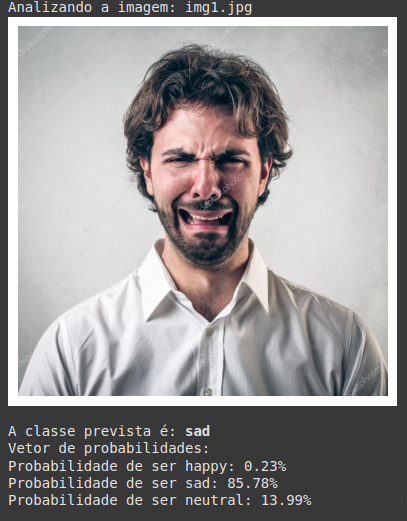 Analizando a imagem: img1.jpg
A classe prevista é: sad
Vetor de probabilidades:
Probabilidade de ser happy: 0.23%
Probabilidade de ser sad: 85.78%
Probabilidade de ser neutral: 13.99%